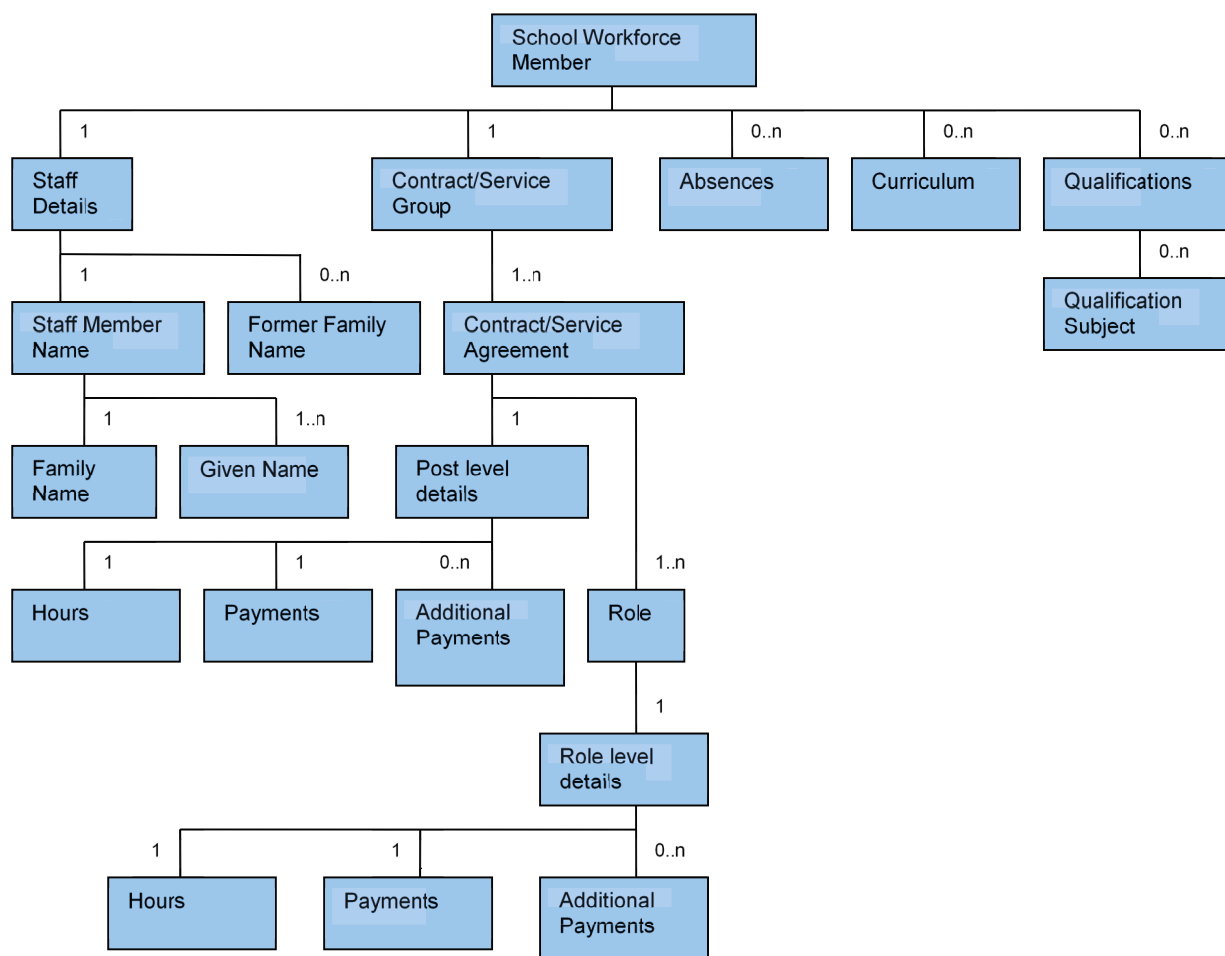 School Workforce
Member
1
1
0..n
0..n
0..n
Staff
Details
Contract/Service
Group
Absences
Curriculum
Qualifications
1
0..n
1..n
0..n
Staff Member
Name
Former Family
Name
Contract/Service
Agreement
Qualification
Subject
1
1..n
1
Family
Name
Given Name
Post level
details
1
1
0..n
1..n
Hours
Payments
Additional
Payments
Role
1
Role level
details
1
1
0..n
Hours
Payments
Additional
Payments